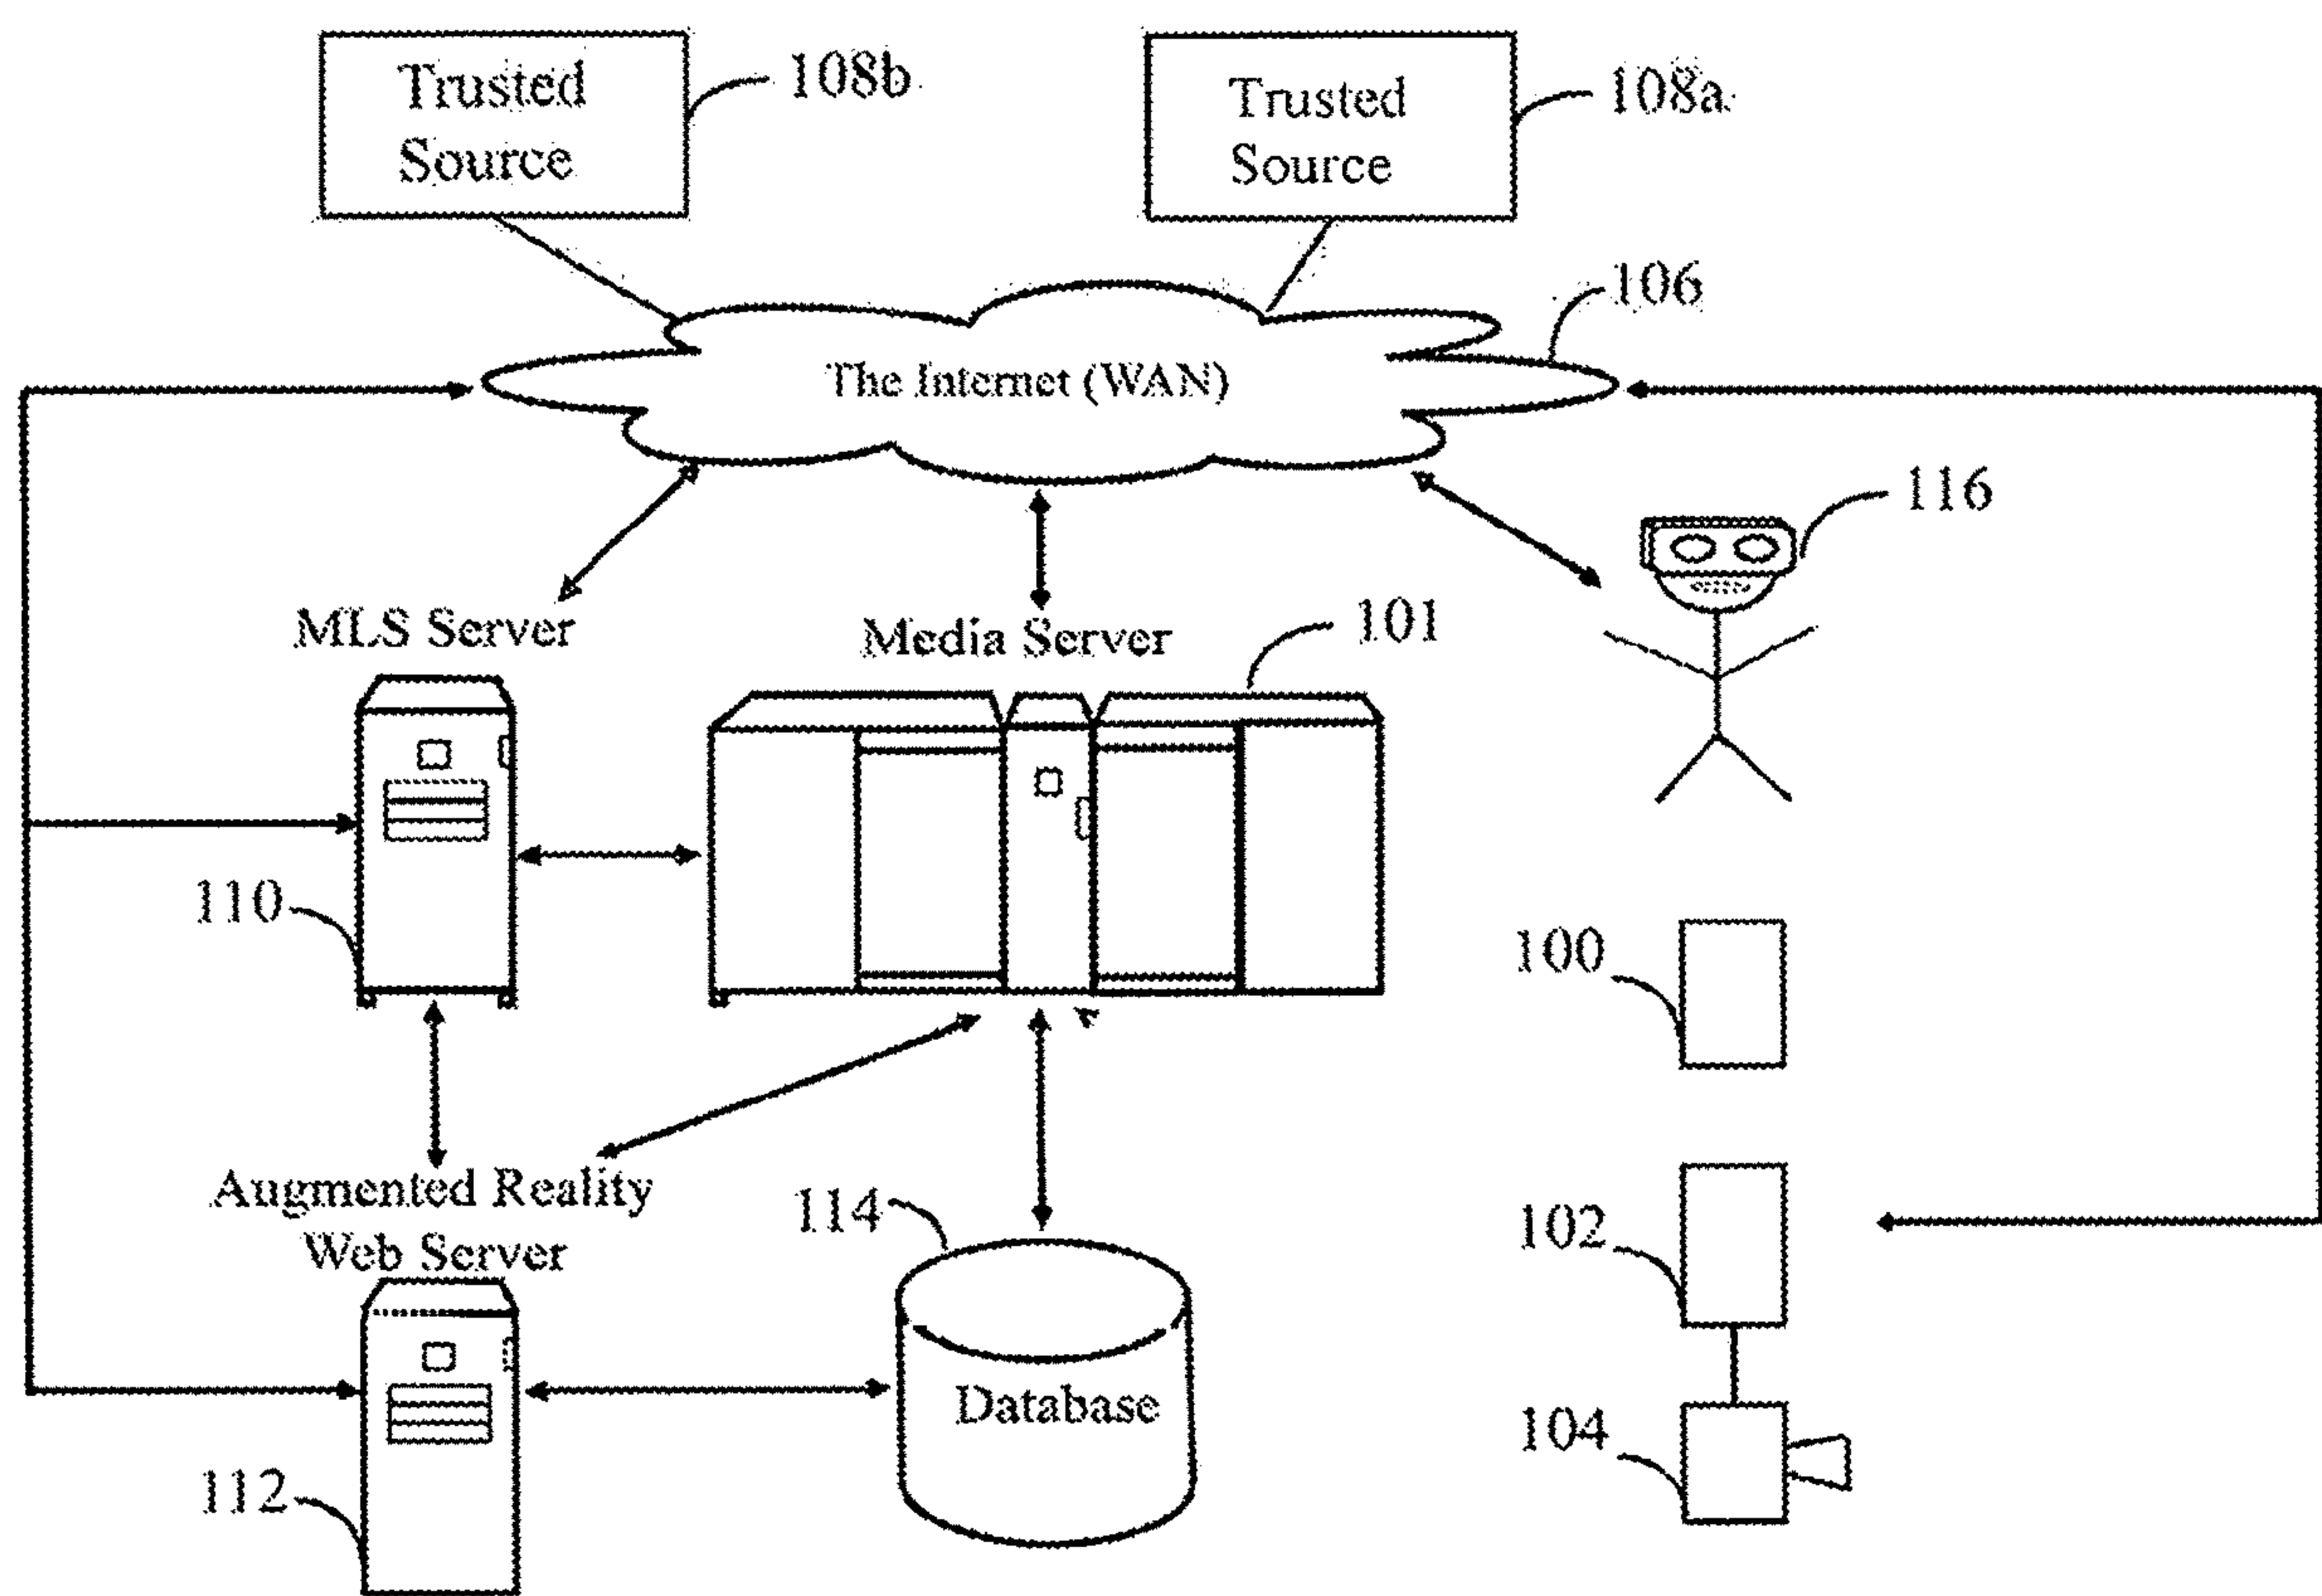 Trusted
Source
108b
Trusted
Source
108a
106
The Internet (WAN)
116
MLS Server
Media Server
101
110
100
Augmented Reality
Web Server
114
102
Database
104
112